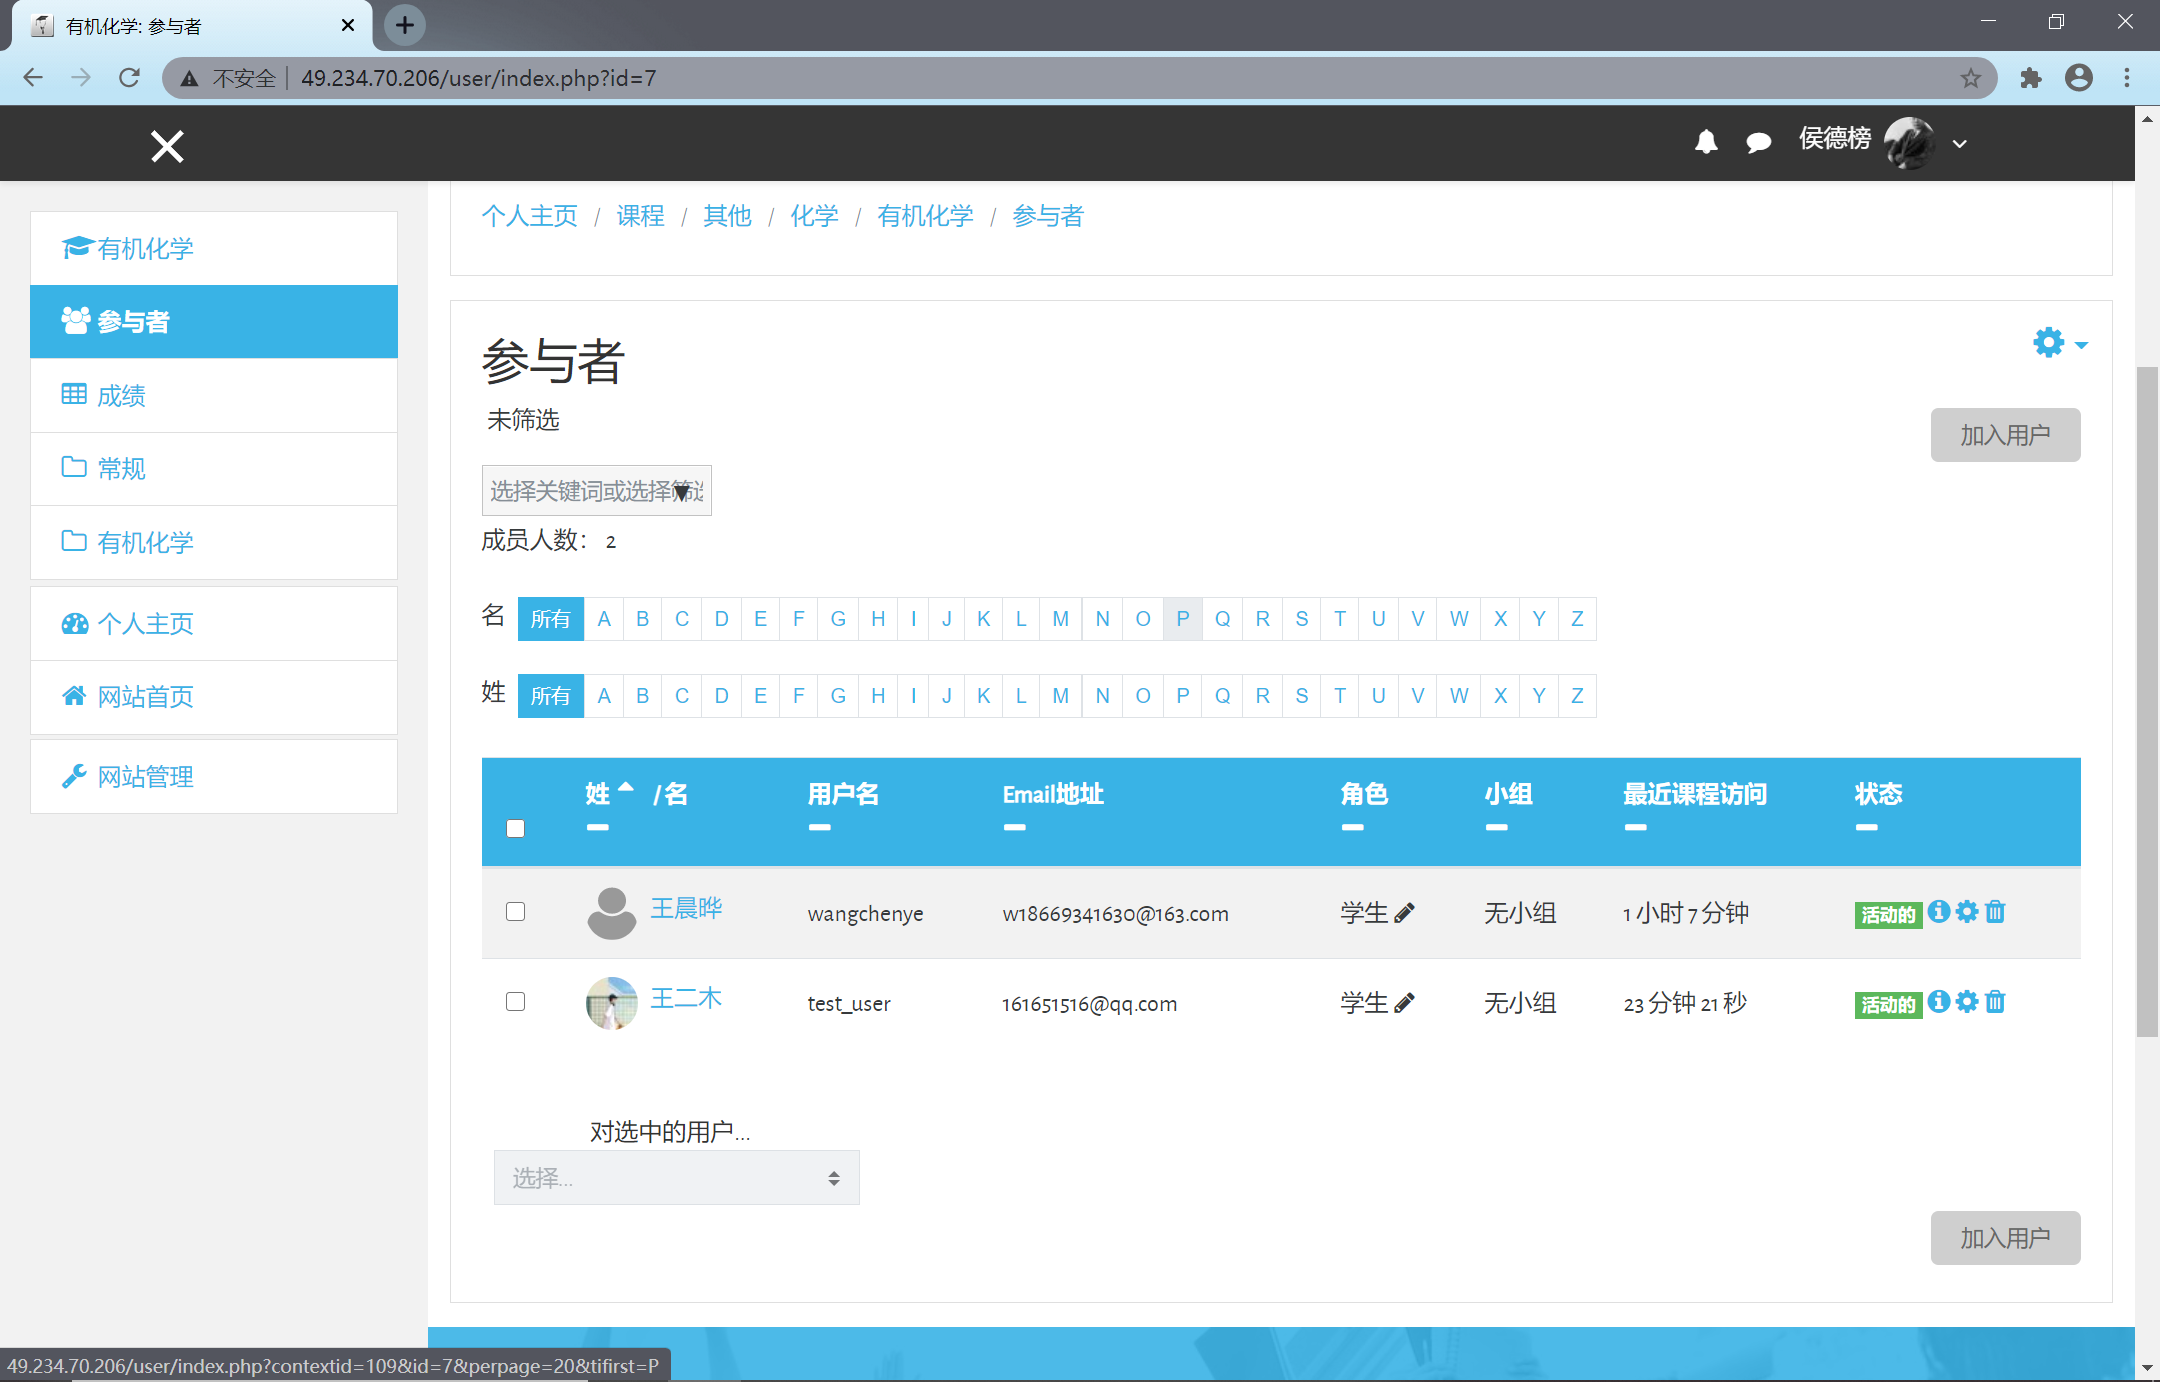 有机化学: 参与者
不安全 49.234.70.206/user/index.php?id=7
侯德榜
个人主页 / 课程 / 其他 / 化学 / 有机化学 / 参与者
有机化学
参与者
成绩
常规
有机化学
个人主页
网站首页
网站管理
参与者
未筛选
加入用户
选择关键词或选择筛选
成员人数： 2
名 所有 A B C D E F G H I J K L M N O P Q R S T U V W X Y Z
姓 所有 A B C D E F G H I J K L M N O P Q R S T U V W X Y Z
姓 / 名 用户名 Email地址 角色 小组 最近课程访问 状态
王晨晔 wangchenye w18669341630@163.com 学生 无小组 1 小时 7 分钟 活动的
王二木 test_user 161651516@qq.com 学生 无小组 23 分钟 21 秒 活动的
对选中的用户...
选择...
加入用户
49.234.70.206/user/index.php?contextid=109&id=7&perpage=20&tifirst=P